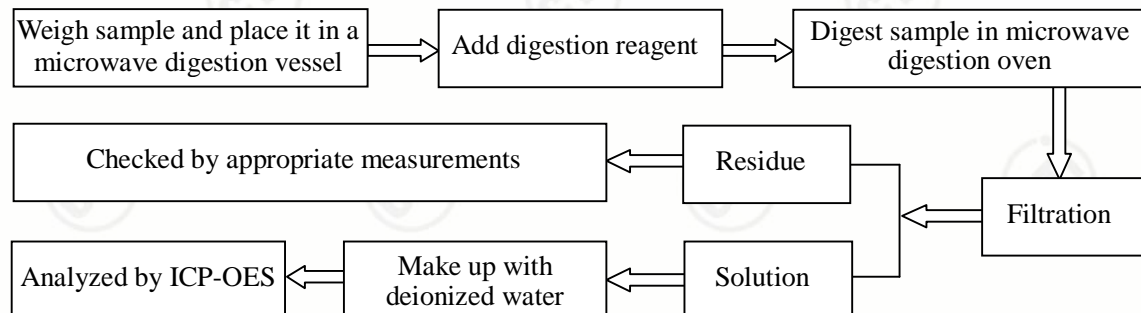 Weigh sample and place it in a
microwave digestion vessel
Add digestion reagent
Digest sample in microwave
digestion oven
Checked by appropriate measurements
Residue
Filtration
Analyzed by ICP-OES
Make up with
deionized water
Solution